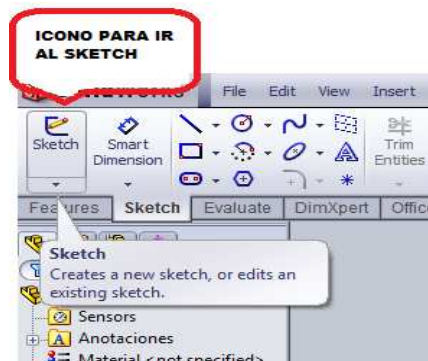 ICONO PARA IR
AL SKETCH
File Edit View Insert
Sketch
Smart
Dimension
Trim
Entities
Features Sketch Evaluate DimXpert Offic
Sketch
Creates a new sketch, or edits an
existing sketch.
Sensors
A Anotaciones
Material <not specified>